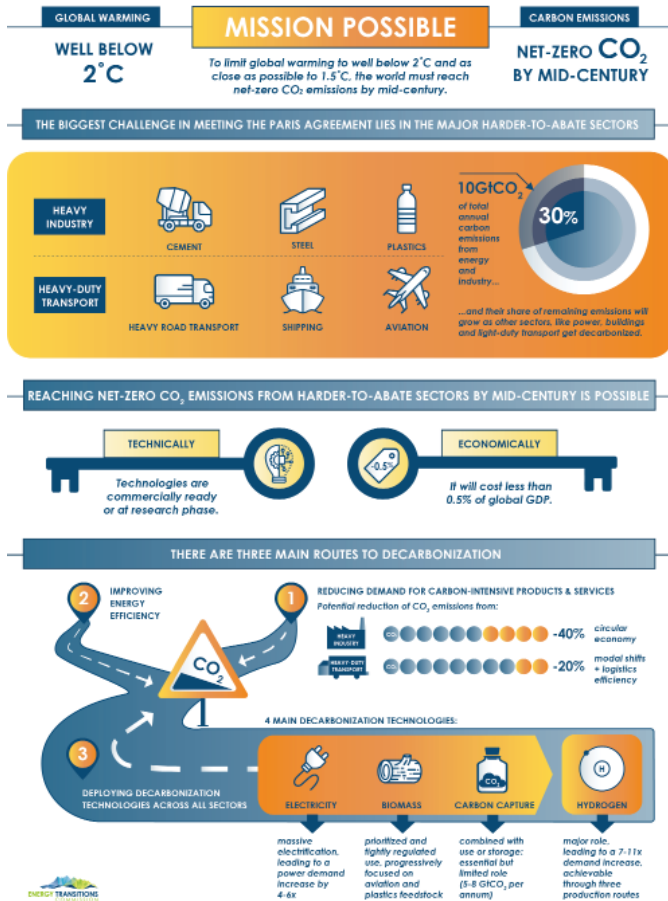 GLOBAL WARMING
WELL BELOW
2°C
MISSION POSSIBLE
To limit global warming to well below 2°C and as
close as possible to 1.5°C, the world must reach
net-zero CO₂ emissions by mid-century.
CARBON EMISSIONS
NET-ZERO CO₂
BY MID-CENTURY
THE BIGGEST CHALLENGE IN MEETING THE PARIS AGREEMENT LIES IN THE MAJOR HARDER-TO-ABATE SECTORS
HEAVY
INDUSTRY
CEMENT
STEEL
PLASTICS
HEAVY-DUTY
TRANSPORT
HEAVY ROAD TRANSPORT
SHIPPING
AVIATION
10GtCO₂
of total
annual
carbon
emissions
from
energy
and
industry...
30%
...and their share of remaining emissions will
grow as other sectors, like power, buildings
and light-duty transport get decarbonized.
REACHING NET-ZERO CO₂ EMISSIONS FROM HARDER-TO-ABATE SECTORS BY MID-CENTURY IS POSSIBLE
TECHNICALLY
Technologies are
commercially ready
or at research phase.
-0.5%
ECONOMICALLY
It will cost less than
0.5% of global GDP.
THERE ARE THREE MAIN ROUTES TO DECARBONIZATION
2
IMPROVING
ENERGY
EFFICIENCY
1
REDUCING DEMAND FOR CARBON-INTENSIVE PRODUCTS & SERVICES
Potential reduction of CO₂ emissions from:
HEAVY
INDUSTRY
CO₂
-40%
circular
economy
HEAVY-DUTY
TRANSPORT
CO₂
-20%
modal shifts
+ logistics
efficiency
CO₂
3
DEPLOYING DECARBONIZATION
TECHNOLOGIES ACROSS ALL SECTORS
4 MAIN DECARBONIZATION TECHNOLOGIES:
ELECTRICITY
BIOMASS
CO₂
CARBON CAPTURE
H
HYDROGEN
massive
electrification,
leading to a
power demand
increase by
4-6x
prioritized and
tightly regulated
use, progressively
focused on
aviation and
plastics feedstock
combined with
use or storage:
essential but
limited role
(5-8 GtCO₂ per
annum)
major role,
leading to a 7-11x
demand increase,
achievable
through three
production routes
ENERGY TRANSITIONS
COMMISSION